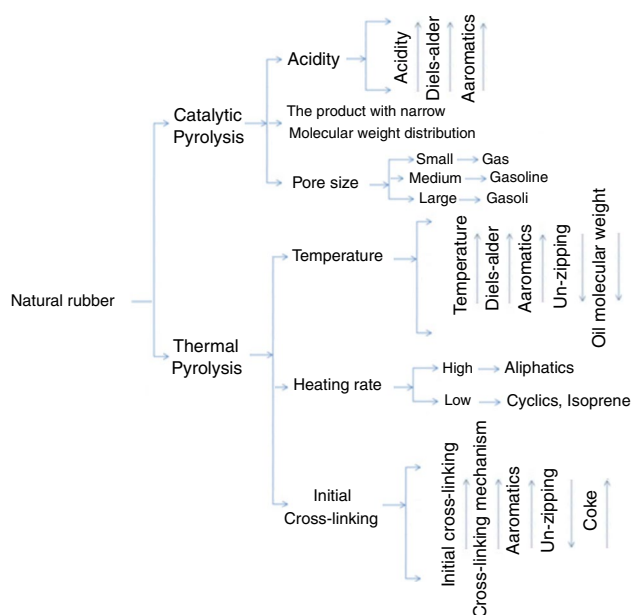 Acidity
Acidity
Diels-alder
Aaromatics
Catalytic
Pyrolysis
The product with narrow
Molecular weight distribution
Pore size
Small
Gas
Medium
Gasoline
Large
Gasoli
Natural rubber
Thermal
Pyrolysis
Temperature
Temperature
Diels-alder
Aaromatics
Un-zipping
Oil molecular weight
Heating rate
High
Aliphatics
Low
Cyclics, Isoprene
Initial
Cross-linking
Initial cross-linking
Cross-linking mechanism
Aaromatics
Un-zipping
Coke